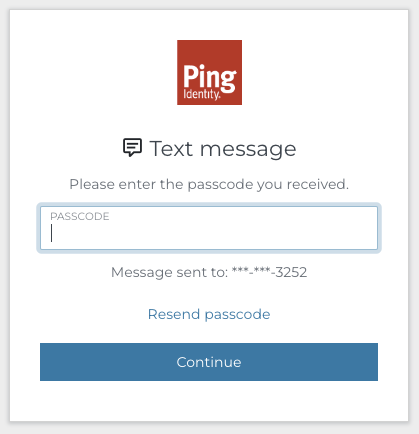 Ping
Identity.
Text message
Please enter the passcode you received.
PASSCODE
Message sent to: ***-***-3252
Resend passcode
Continue